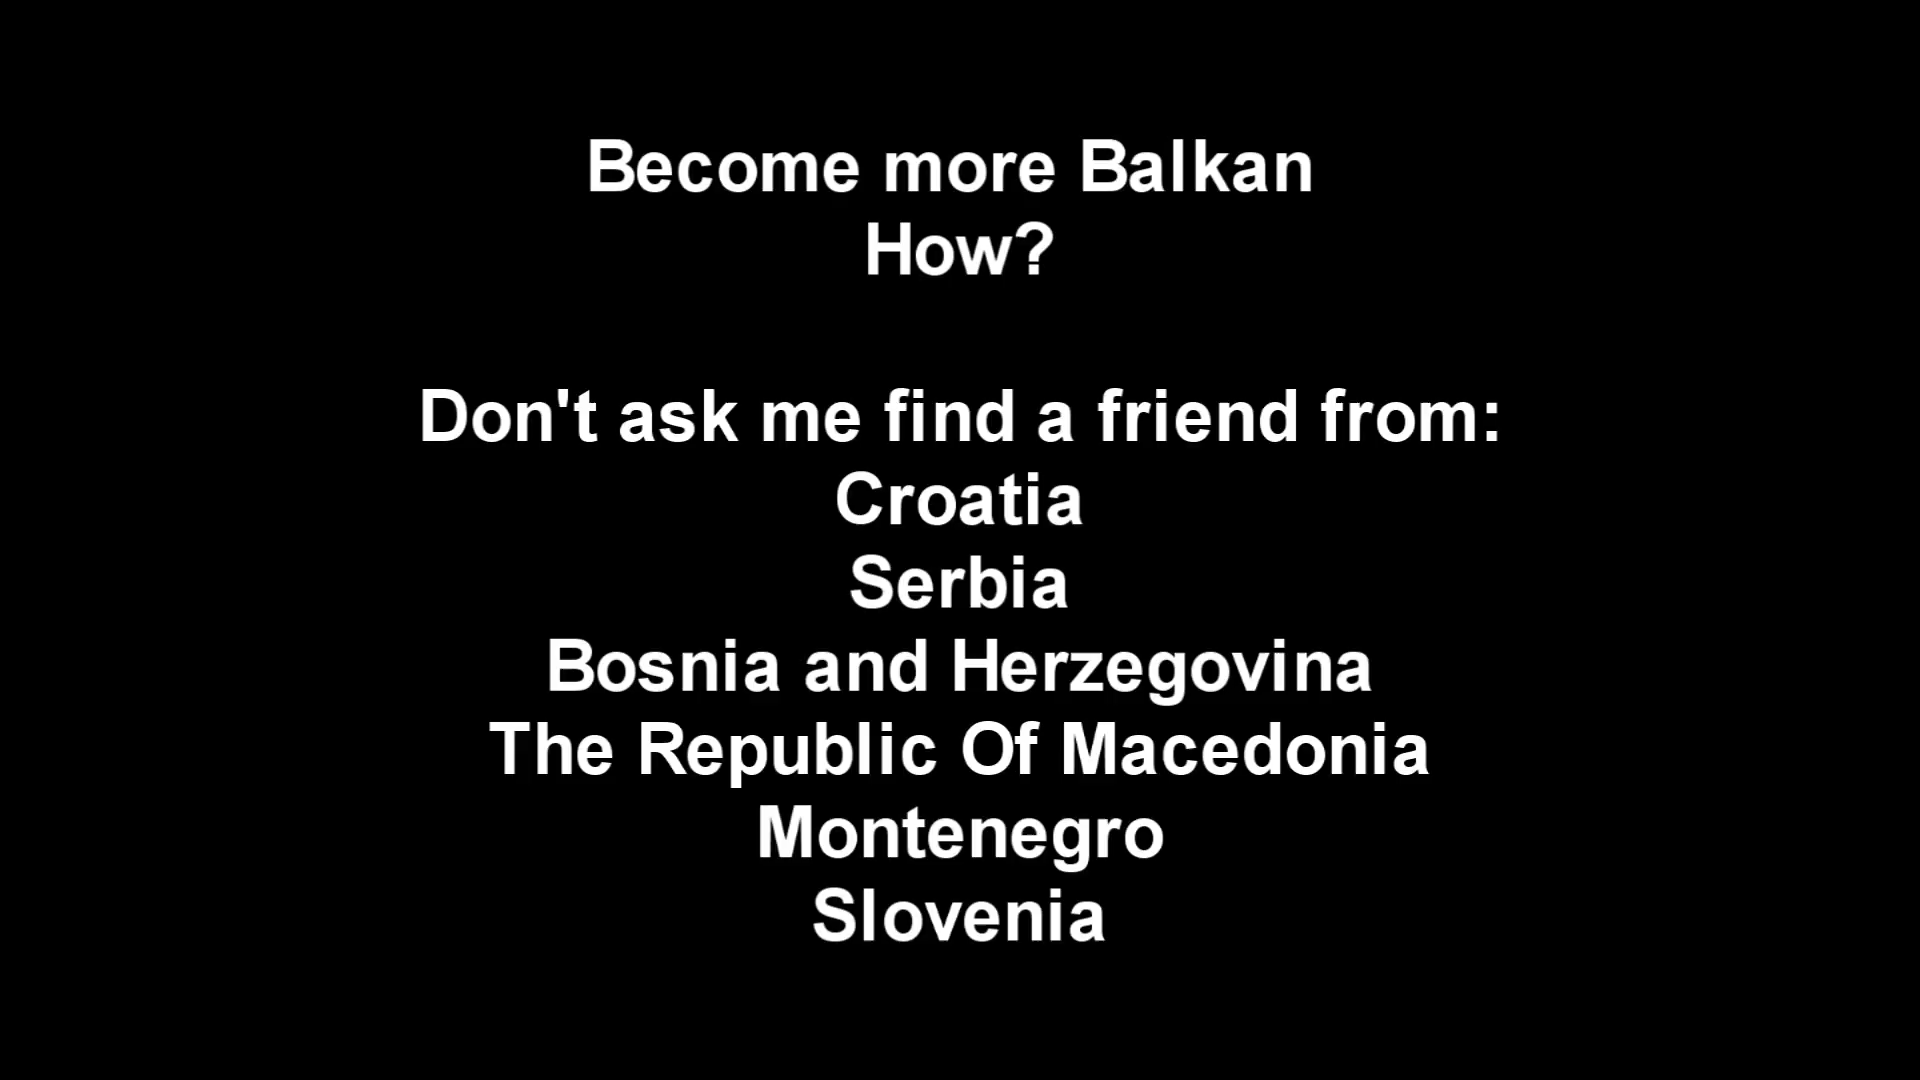 Become more Balkan
How?
Don't ask me find a friend from:
Croatia
Serbia
Bosnia and Herzegovina
The Republic Of Macedonia
Montenegro
Slovenia